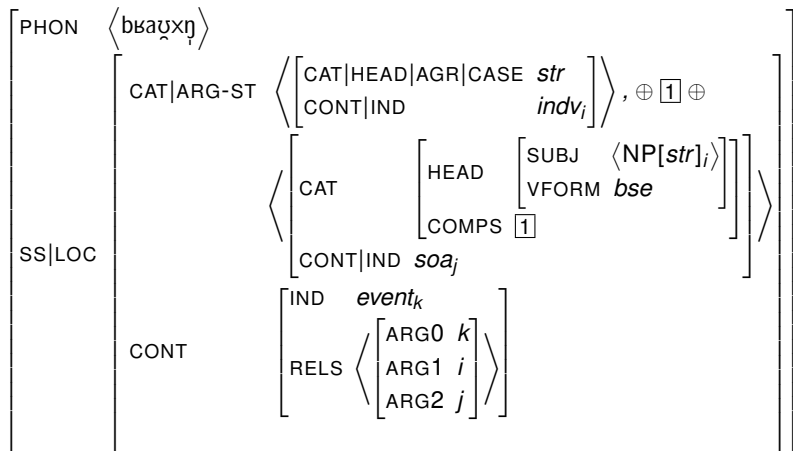 PHON ⟨bʁaʊ̯xŋ̩⟩
CAT|ARG-ST ⟨[CAT|HEAD|AGR|CASE str
CONT|IND indv_i]⟩, ⊕ [1] ⊕
⟨[CAT [HEAD [SUBJ ⟨NP[str]_i⟩
VFORM bse]
COMPS [1]]
CONT|IND soa_j]⟩
SS|LOC
CONT [IND event_k
RELS ⟨[ARG0 k
ARG1 i
ARG2 j]⟩]